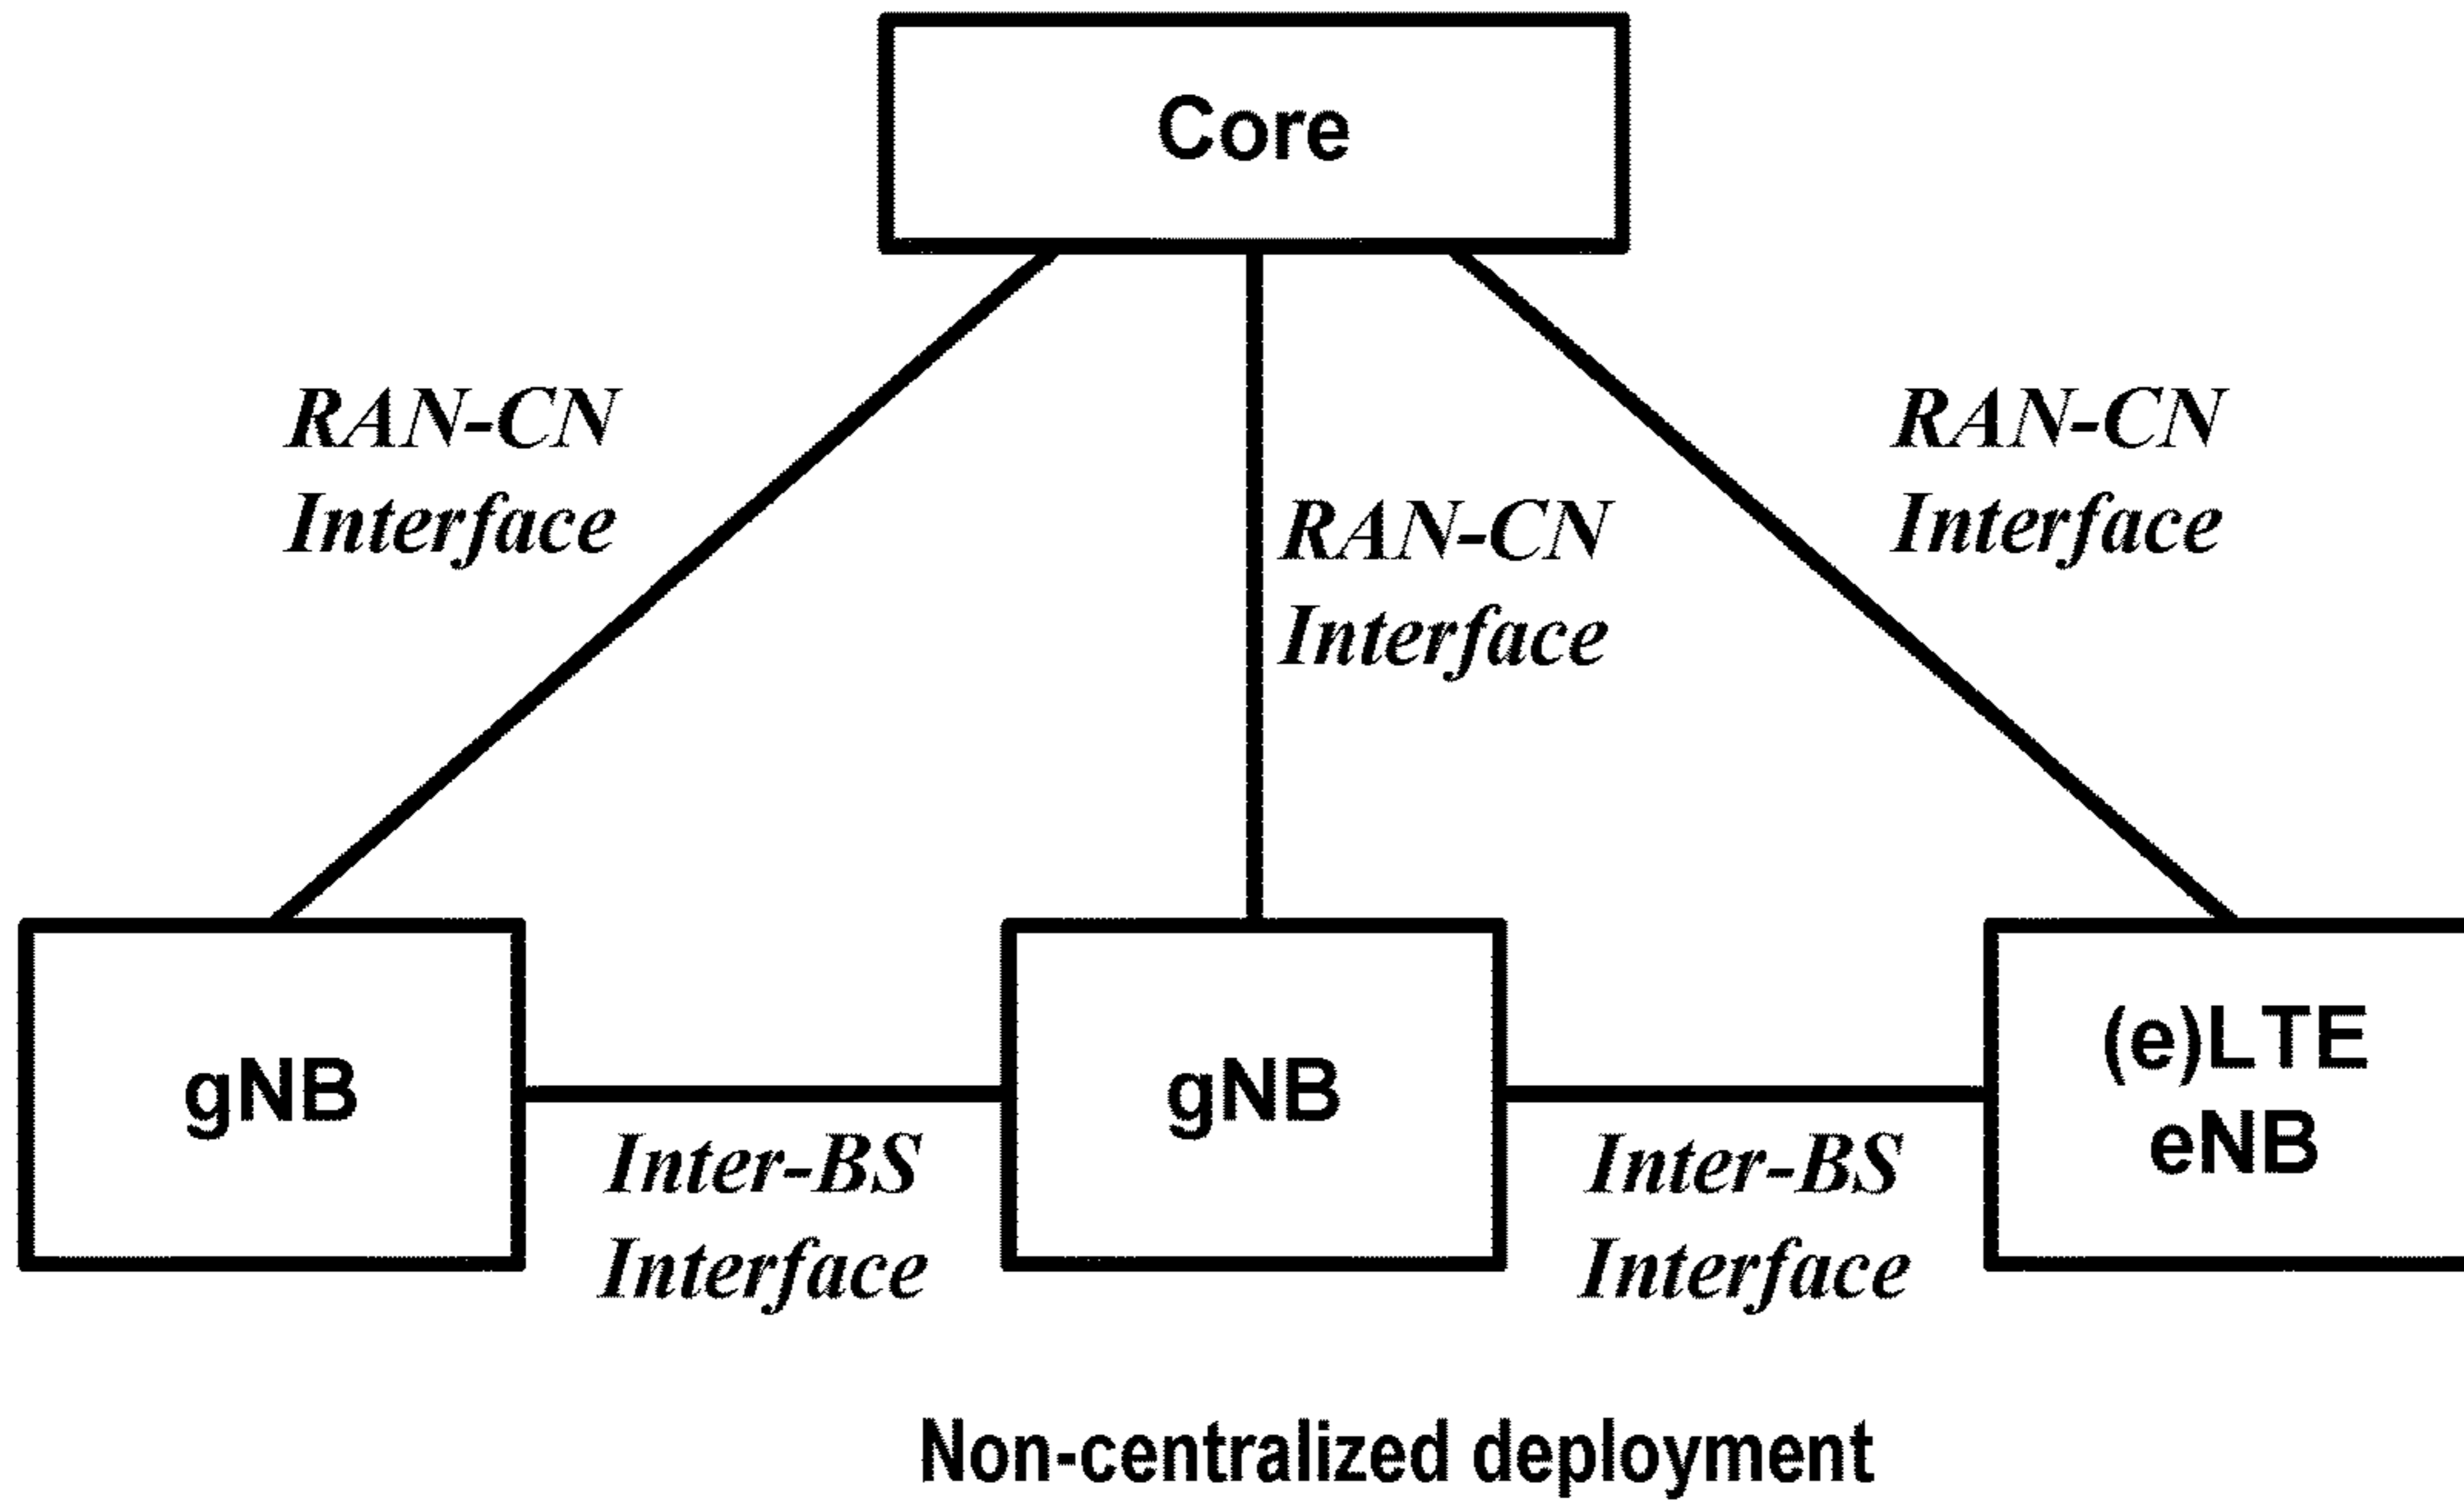 Core
RAN-CN
Interface
RAN-CN
Interface
RAN-CN
Interface
gNB
Inter-BS
Interface
gNB
Inter-BS
Interface
(e)LTE
eNB
Non-centralized deployment